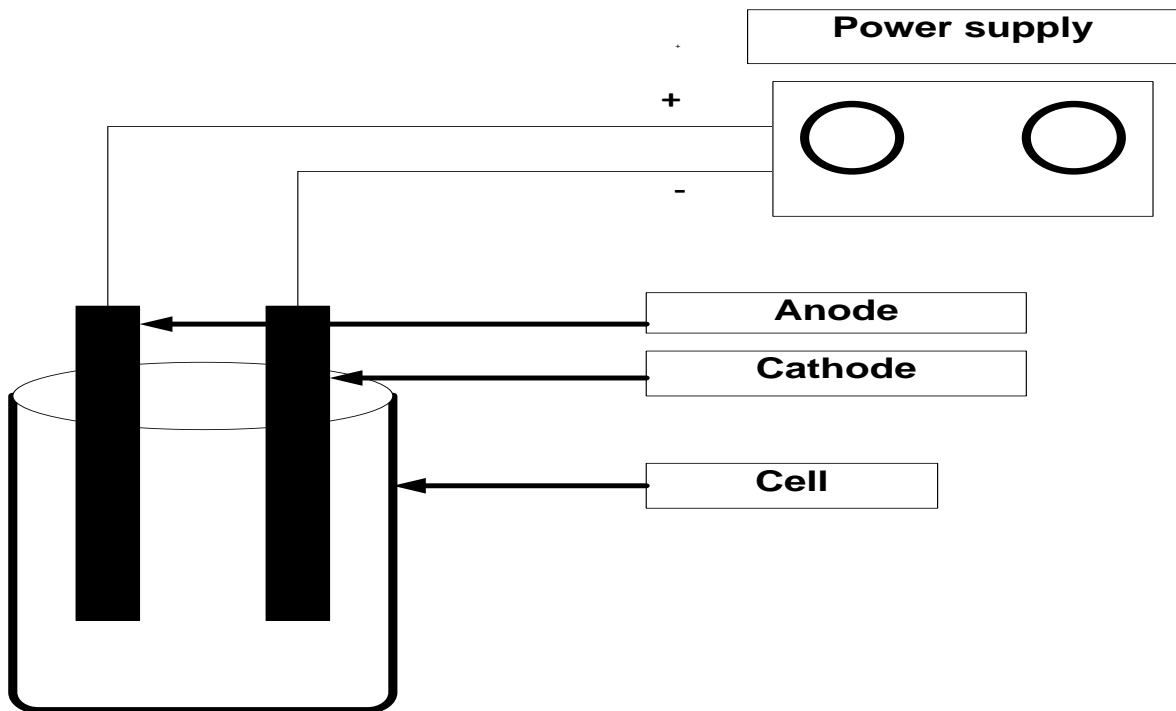 Power supply
+
+
-
Anode
Cathode
Cell